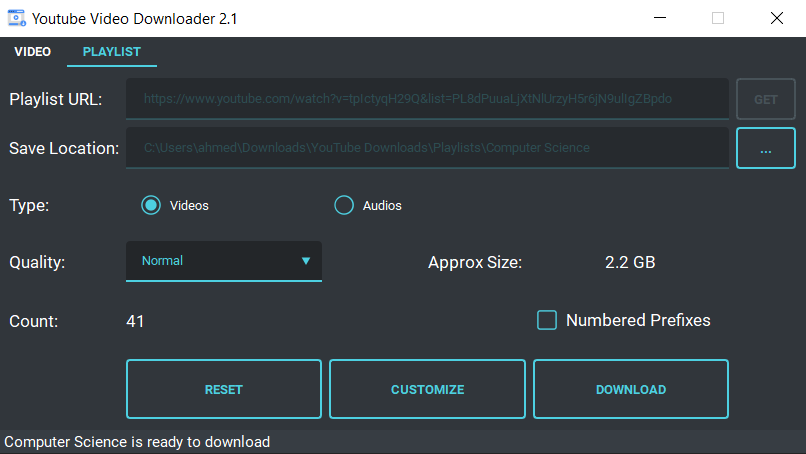 Youtube Video Downloader 2.1
VIDEO PLAYLIST
Playlist URL: https://www.youtube.com/watch?v=tpIctyqH29Q&list=PL8dPuuaLjXtNlUrzyH5r6jN9ulIgZBpdo GET
Save Location: C:\Users\ahmed\Downloads\YouTube Downloads\Playlists\Computer Science ...
Type: Videos Audios
Quality: Normal Approx Size: 2.2 GB
Count: 41 Numbered Prefixes
RESET CUSTOMIZE DOWNLOAD
Computer Science is ready to download